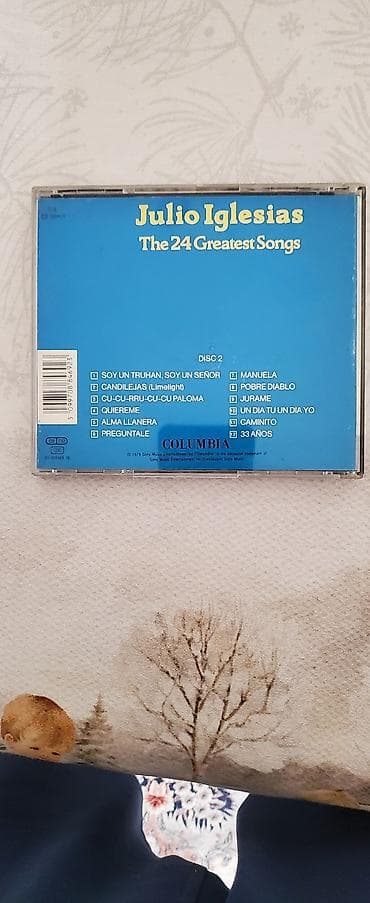 Julio Iglesias
The 24 Greatest Songs
DISC 2
1 SOY UN TRUHAN, SOY UN SEÑOR
2 CANDILEJAS (Limelight)
3 CU-CU-RRU-CU-CU PALOMA
4 QUIEREME
5 ALMA LLANERA
6 PREGUNTALE
7 MANUELA
8 POBRE DIABLO
9 JURAME
10 UN DIA TU UN DIA YO
11 CAMINITO
12 33 AÑOS
COLUMBIA